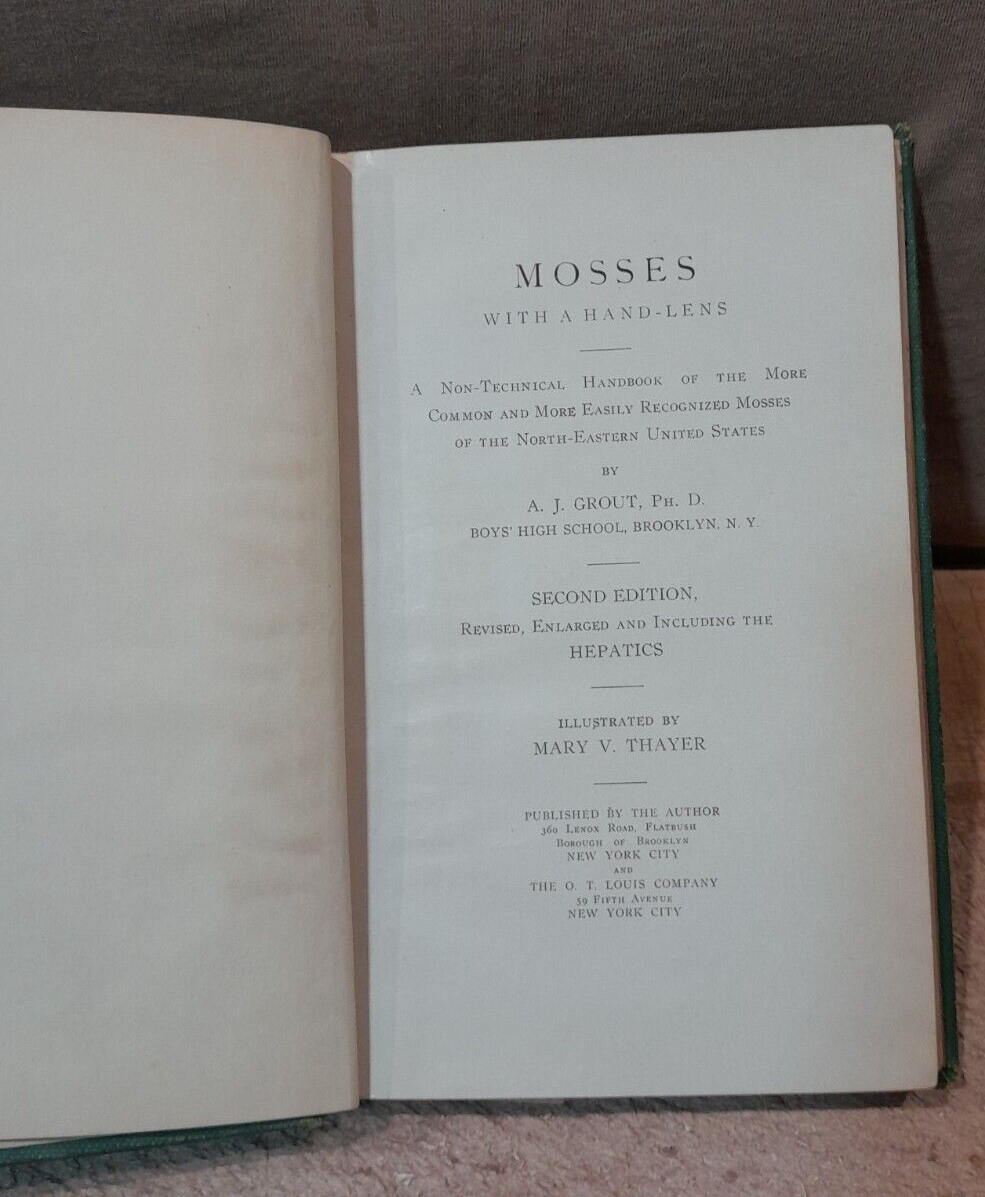 MOSSES
WITH A HAND-LENS
A Non-Technical Handbook of the More
Common and More Easily Recognized Mosses
of the North-Eastern United States
BY
A. J. GROUT, Ph. D.
BOYS' HIGH SCHOOL, BROOKLYN, N. Y.
SECOND EDITION,
Revised, Enlarged and Including the
HEPATICS
ILLUSTRATED BY
MARY V. THAYER
PUBLISHED BY THE AUTHOR
360 Lenox Road, Flatbush
Borough of Brooklyn
NEW YORK CITY
AND
THE O. T. LOUIS COMPANY
59 Fifth Avenue
NEW YORK CITY